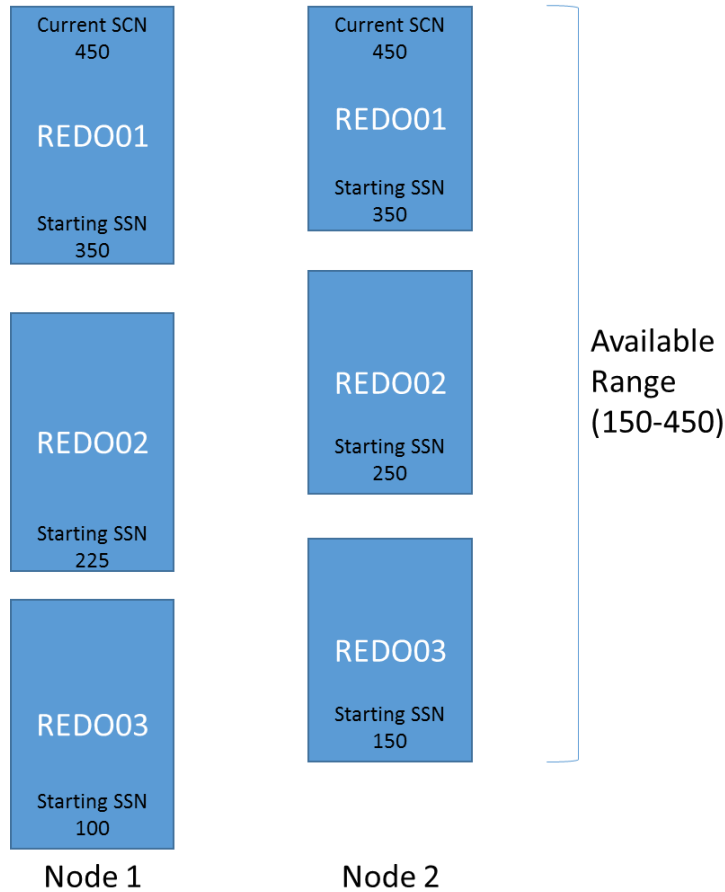 Current SCN
450
REDO01
Starting SSN
350
REDO02
Starting SSN
225
REDO03
Starting SSN
100
Node 1
Current SCN
450
REDO01
Starting SSN
350
REDO02
Starting SSN
250
REDO03
Starting SSN
150
Node 2
Available
Range
(150-450)